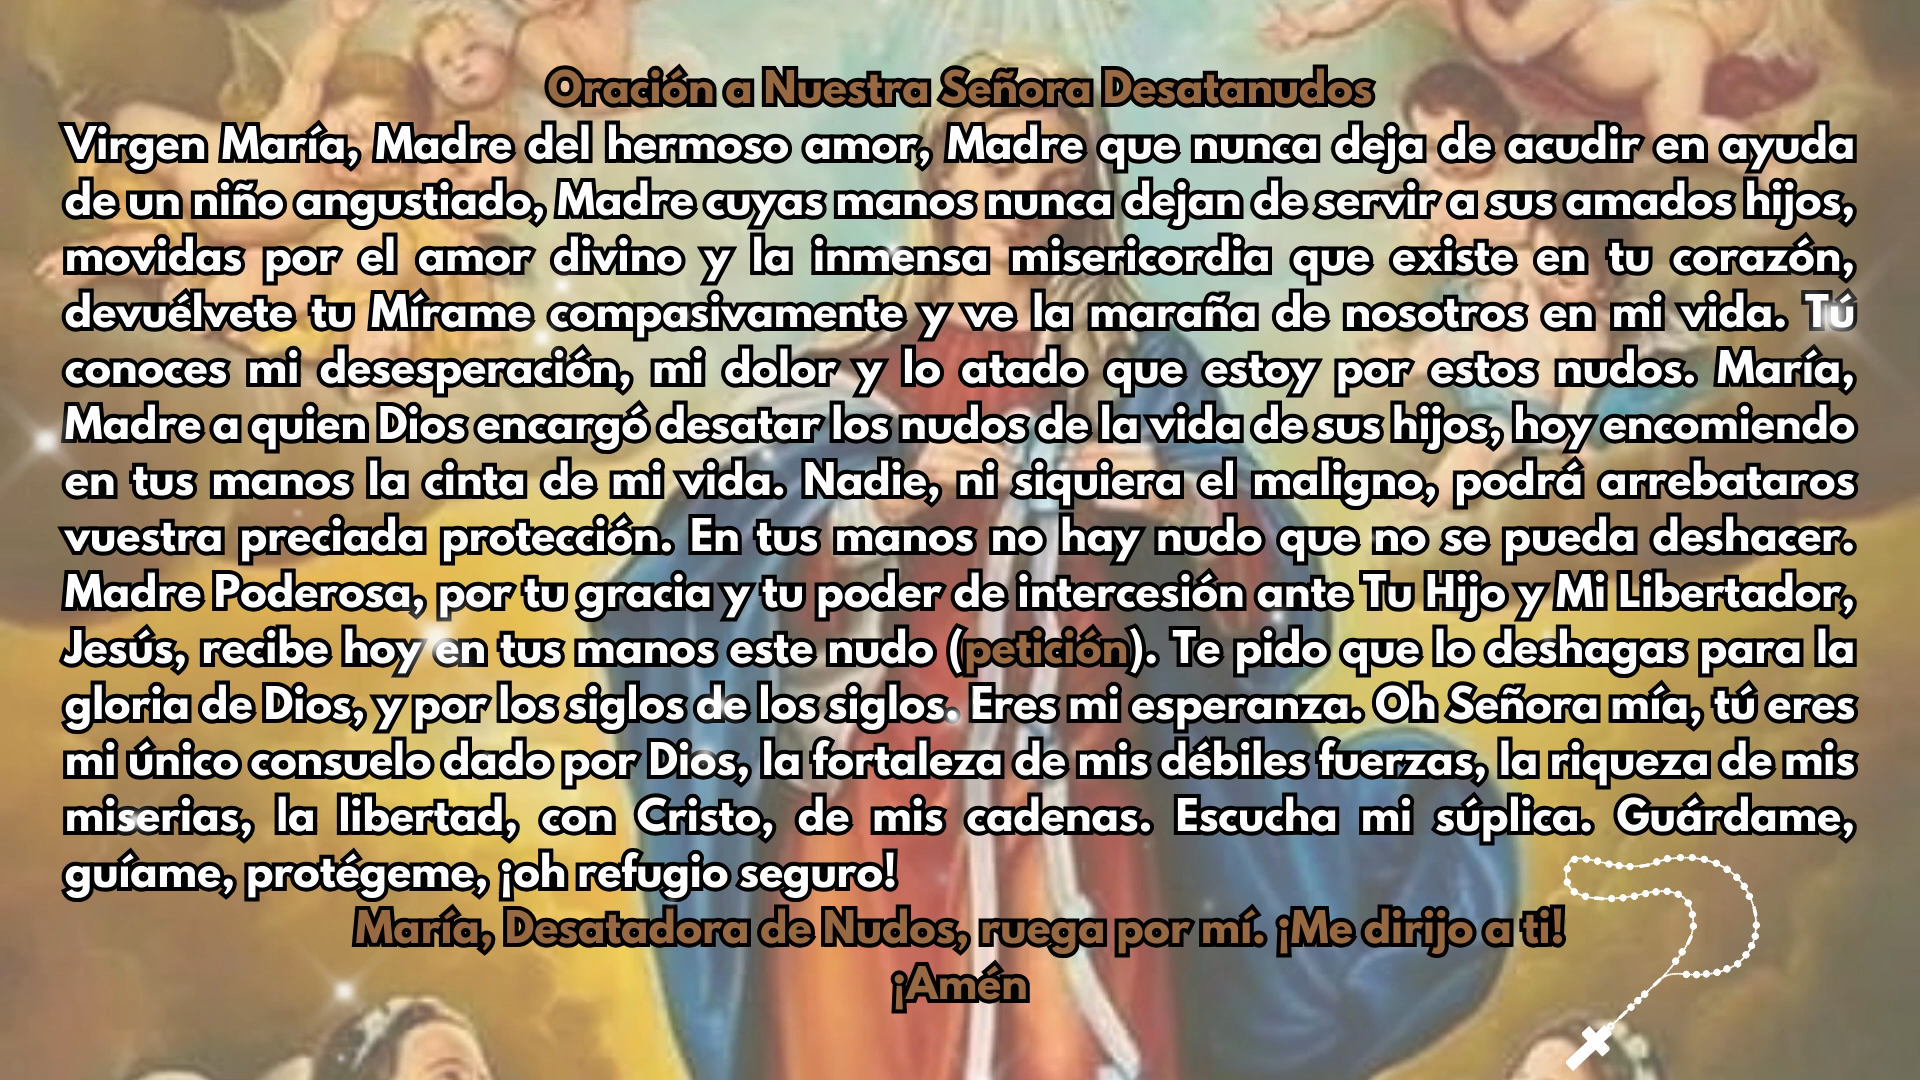 Oración a Nuestra Señora Desatanudos
Virgen María, Madre del hermoso amor, Madre que nunca deja de acudir en ayuda
de un niño angustiado, Madre cuyas manos nunca dejan de servir a sus amados hijos,
movidas por el amor divino y la inmensa misericordia que existe en tu corazón,
devuélvete tu Mírame compasivamente y ve la maraña de nosotros en mi vida. Tú
conoces mi desesperación, mi dolor y lo atado que estoy por estos nudos. María,
Madre a quien Dios encargó desatar los nudos de la vida de sus hijos, hoy encomiendo
en tus manos la cinta de mi vida. Nadie, ni siquiera el maligno, podrá arrebataros
vuestra preciada protección. En tus manos no hay nudo que no se pueda deshacer.
Madre Poderosa, por tu gracia y tu poder de intercesión ante Tu Hijo y Mi Libertador,
Jesús, recibe hoy en tus manos este nudo (petición). Te pido que lo deshagas para la
gloria de Dios, y por los siglos de los siglos. Eres mi esperanza. Oh Señora mía, tú eres
mi único consuelo dado por Dios, la fortaleza de mis débiles fuerzas, la riqueza de mis
miserias, la libertad, con Cristo, de mis cadenas. Escucha mi súplica. Guárdame,
guíame, protégeme, ¡oh refugio seguro!
María, Desatadora de Nudos, ruega por mí. ¡Me dirijo a ti!
¡Amén